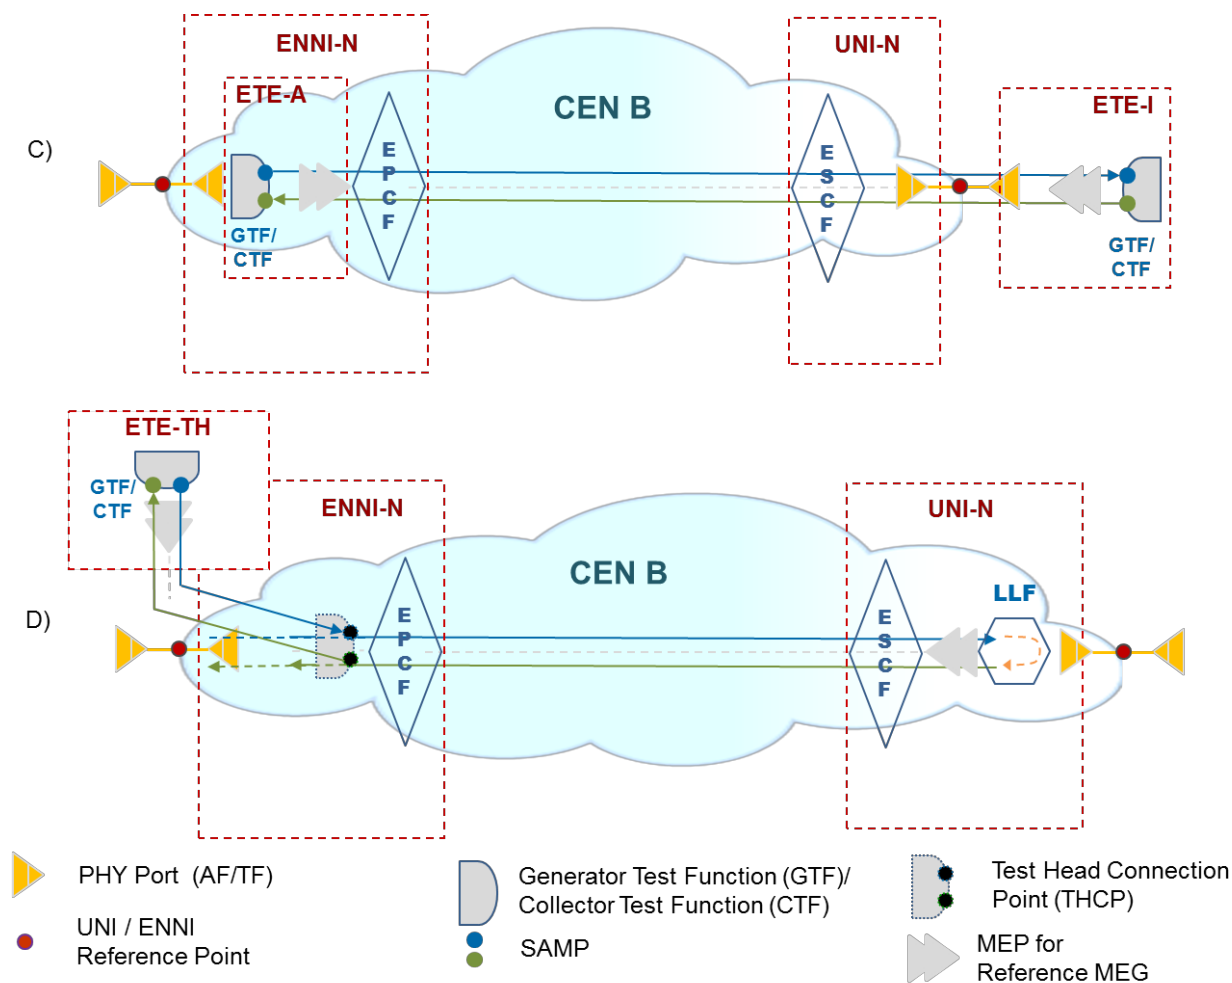 ENNI-N
UNI-N
ETE-A
CEN B
ETE-I
C)
E
P
C
F
E
S
C
F
GTF/
CTF
GTF/
CTF
ETE-TH
GTF/
CTF
ENNI-N
UNI-N
CEN B
LLF
D)
E
P
C
F
E
S
C
F
PHY Port (AF/TF)
UNI / ENNI
Reference Point
Generator Test Function (GTF)/
Collector Test Function (CTF)
SAMP
Test Head Connection
Point (THCP)
MEP for
Reference MEG